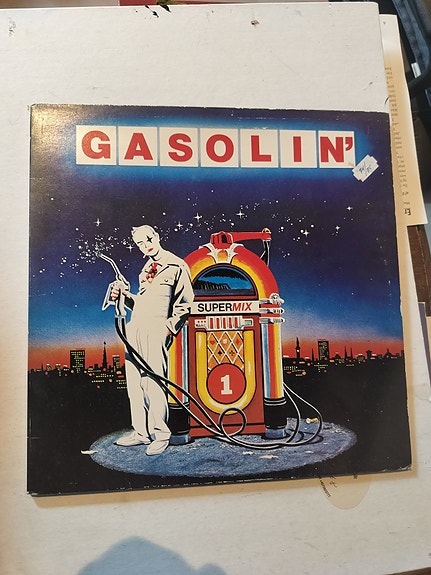 GASOLIN'
SUPERMIX
1